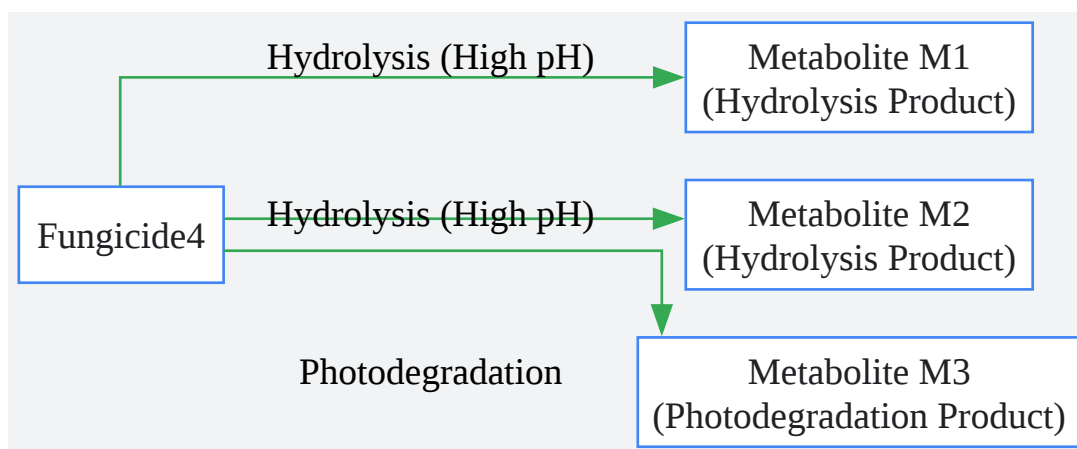 Hydrolysis (High pH)
Metabolite M1
(Hydrolysis Product)
Fungicide4
Hydrolysis (High pH)
Metabolite M2
(Hydrolysis Product)
Photodegradation
Metabolite M3
(Photodegradation Product)